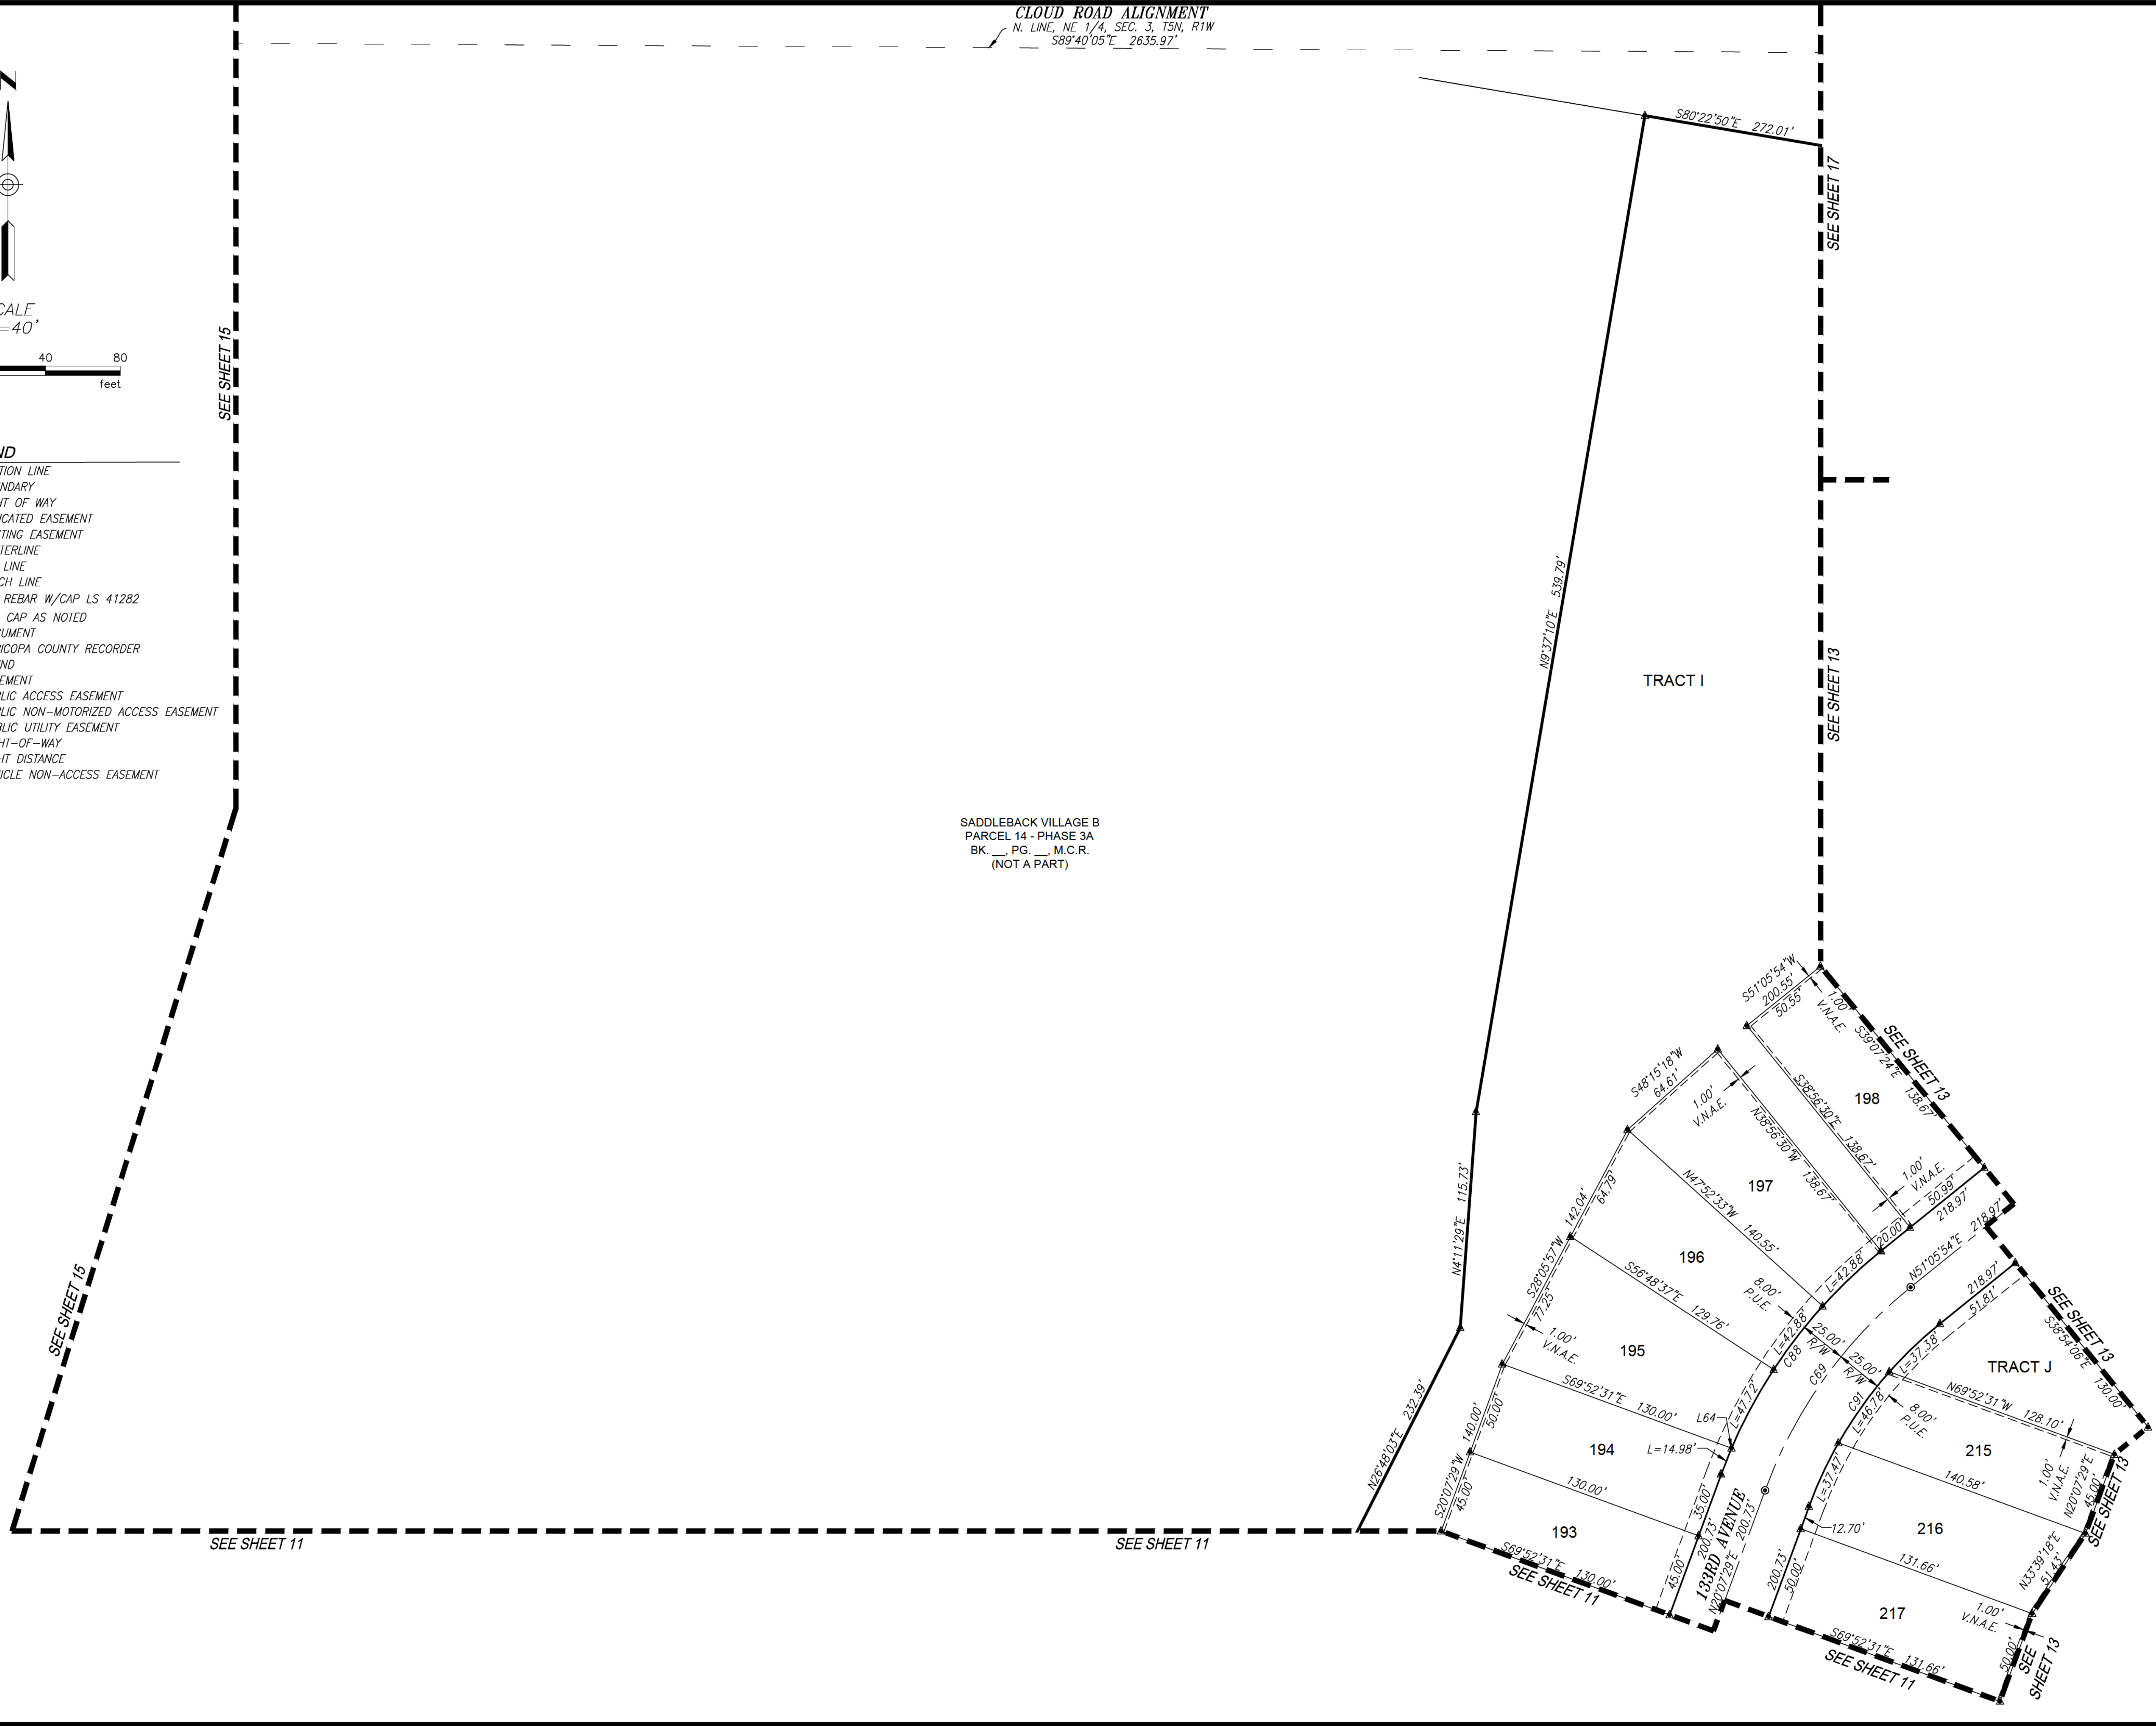 CLOUD ROAD ALIGNMENT
N. LINE, NE 1/4, SEC. 3, T5N, R1W
S89°40'05"E 2635.97'
N
CALE
=40'
40 80
feet
ND
TION LINE
NDARY
HT OF WAY
ICATED EASEMENT
TING EASEMENT
TERLINE
LINE
CH LINE
REBAR W/CAP LS 41282
CAP AS NOTED
CUMENT
RICOPA COUNTY RECORDER
ND
EMENT
BLIC ACCESS EASEMENT
BLIC NON-MOTORIZED ACCESS EASEMENT
BLIC UTILITY EASEMENT
HT-OF-WAY
HT DISTANCE
ICLE NON-ACCESS EASEMENT
SEE SHEET 15
SEE SHEET 15
SEE SHEET 11
SEE SHEET 11
SADDLEBACK VILLAGE B
PARCEL 14 - PHASE 3A
BK. __, PG. __, M.C.R.
(NOT A PART)
S80°22'50"E 272.01'
SEE SHEET 17
N9°37'10"E 539.79'
TRACT I
SEE SHEET 13
N4°11'29"E 115.73'
N26°48'03"E 232.39'
S51°05'54"W
200.55'
50.55'
1.00'
V.N.A.E.
S39°07'24"E 138.67'
SEE SHEET 13
198
S38°56'30"E 138.67'
1.00'
V.N.A.E.
50.99'
218.97'
218.97'
S48°15'18"W
64.61'
1.00'
V.N.A.E.
N38°56'30"W 138.67'
197
20.00'
N47°52'33"W 140.55'
L=42.88'
N51°05'54"E
142.04'
64.79'
S28°05'57"W
77.25'
196
S56°48'37"E 129.76'
8.00'
P.U.E.
L=42.88'
C88
25.00'
R/W
25.00'
R/W
C69
1.00'
V.N.A.E.
195
S69°52'31"E 130.00'
L=47.72'
L64
L=14.98'
140.00'
50.00'
S20°07'29"W
45.00'
194
130.00'
35.00'
200.73'
45.00'
193
S69°52'31"E 130.00'
SEE SHEET 11
133RD AVENUE
N20°07'29"E 200.73'
218.97'
51.81'
L=37.38'
SEE SHEET 13
S38°54'06"E 130.00'
TRACT J
C91
L=46.78'
8.00'
P.U.E.
N69°52'31"W 128.10'
215
1.00'
V.N.A.E.
N20°07'29"E
45.00'
SEE SHEET 13
L=37.47'
140.58'
216
12.70'
131.66'
N33°39'18"E
51.43'
200.73'
50.00'
217
1.00'
V.N.A.E.
S69°52'31"E 131.66'
SEE SHEET 11
50.00'
SEE
SHEET 13